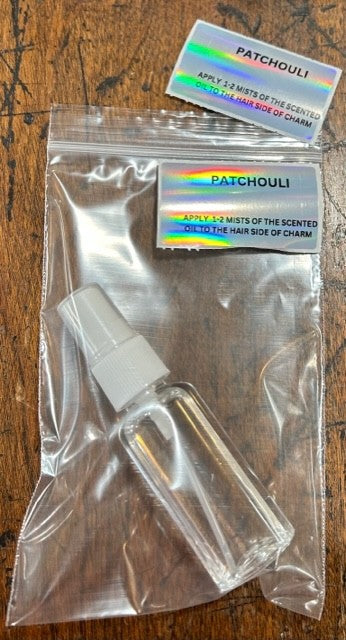 PATCHOULI
APPLY 1-2 MISTS OF THE SCENTED
OIL TO THE HAIR SIDE OF CHARM
PATCHOULI
APPLY 1-2 MISTS OF THE SCENTED
OIL TO THE HAIR SIDE OF CHARM